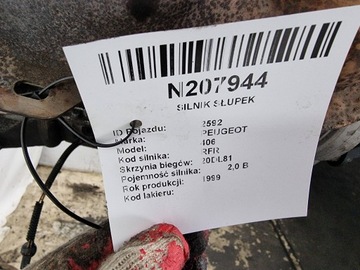 N207944
SILNIK SŁUPEK
ID Pojazdu: 2592
Marka: PEUGEOT
Model: 406
Kod silnika: RFR
Skrzynia biegów: 20DL81
Pojemność silnika: 2,0 B
Rok produkcji: 1999
Kod lakieru: